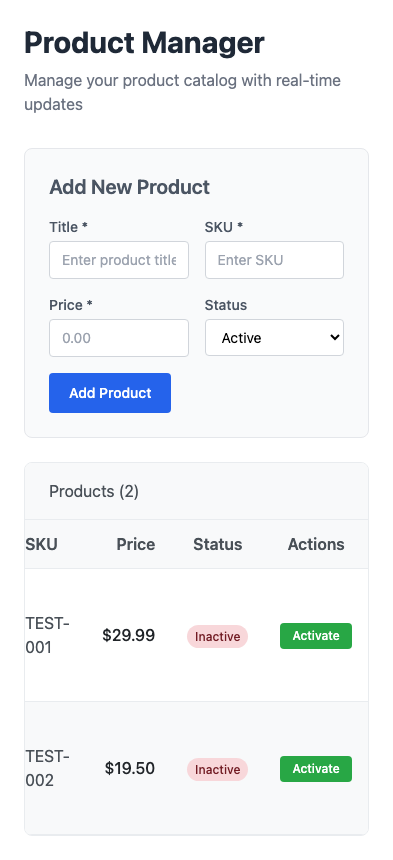 Product Manager
Manage your product catalog with real-time
updates
Add New Product
Title * SKU *
Enter product title Enter SKU
Price * Status
0.00 Active
Add Product
Products (2)
SKU Price Status Actions
TEST-
001 $29.99 Inactive Activate
TEST-
002 $19.50 Inactive Activate